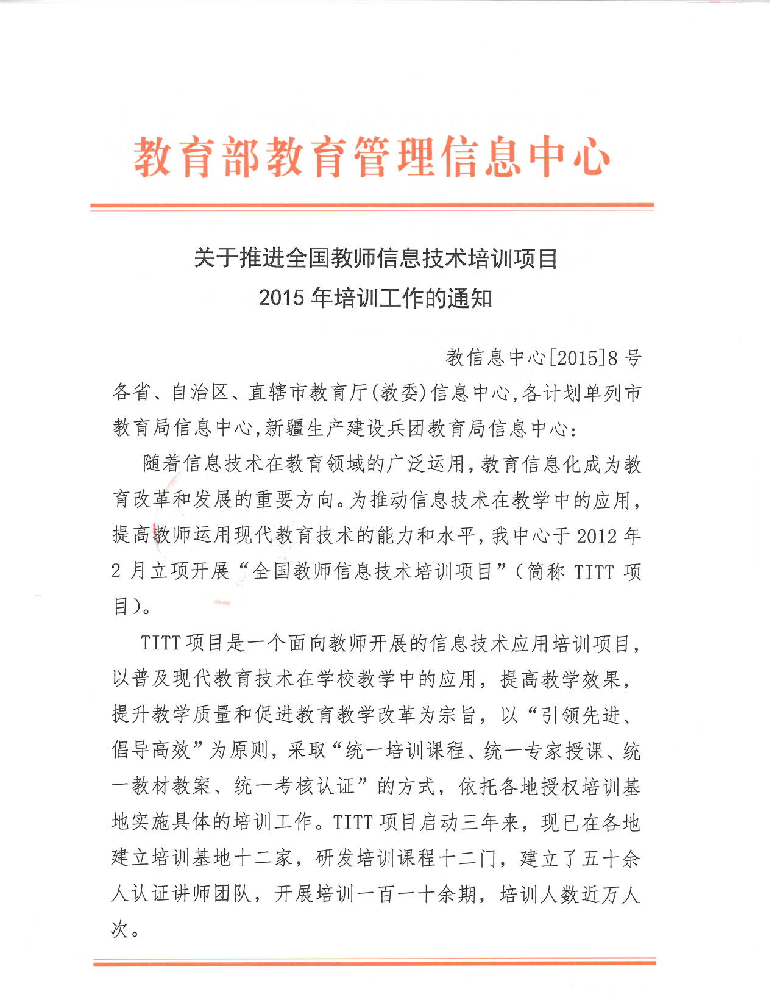 教育部教育管理信息中心
关于推进全国教师信息技术培训项目
2015 年培训工作的通知
教信息中心[2015]8 号
各省、自治区、直辖市教育厅(教委)信息中心,各计划单列市
教育局信息中心,新疆生产建设兵团教育局信息中心:
随着信息技术在教育领域的广泛运用,教育信息化成为教
育改革和发展的重要方向。为推动信息技术在教学中的应用,
提高教师运用现代教育技术的能力和水平,我中心于 2012 年
2 月立项开展“全国教师信息技术培训项目”(简称 TITT 项
目)。
TITT 项目是一个面向教师开展的信息技术应用培训项目,
以普及现代教育技术在学校教学中的应用,提高教学效果,
提升教学质量和促进教育教学改革为宗旨,以“引领先进、
倡导高效”为原则,采取“统一培训课程、统一专家授课、统
一教材教案、统一考核认证”的方式,依托各地授权培训基
地实施具体的培训工作。TITT 项目启动三年来,现已在各地
建立培训基地十二家,研发培训课程十二门,建立了五十余
人认证讲师团队,开展培训一百一十余期,培训人数近万人
次。